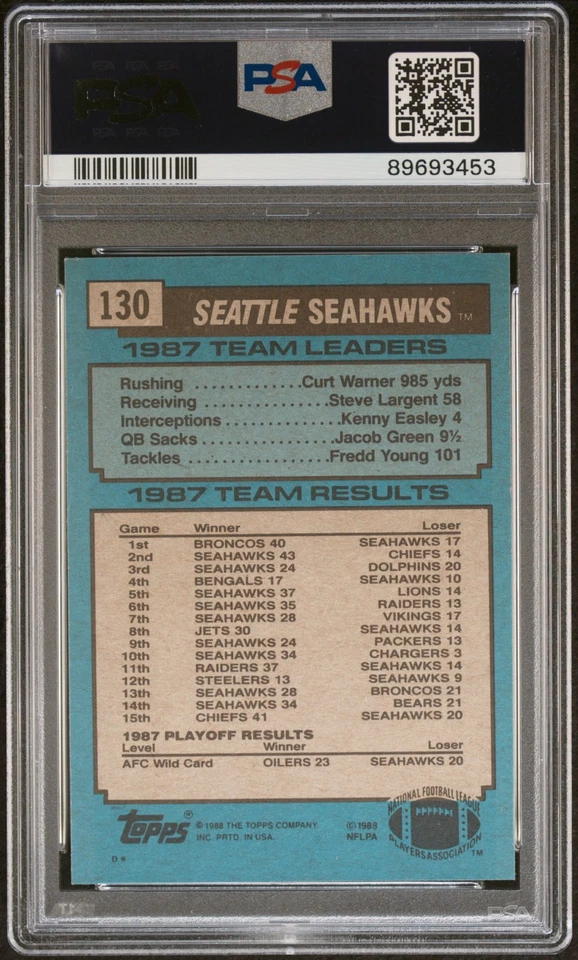 PSA
PSA
89693453
130
SEATTLE SEAHAWKS TM
1987 TEAM LEADERS
Rushing ............Curt Warner 985 yds
Receiving ................Steve Largent 58
Interceptions ..............Kenny Easley 4
QB Sacks ................Jacob Green 9½
Tackles .................Fredd Young 101
1987 TEAM RESULTS
Game Winner Loser
1st BRONCOS 40 SEAHAWKS 17
2nd SEAHAWKS 43 CHIEFS 14
3rd SEAHAWKS 24 DOLPHINS 20
4th BENGALS 17 SEAHAWKS 10
5th SEAHAWKS 37 LIONS 14
6th SEAHAWKS 35 RAIDERS 13
7th SEAHAWKS 28 VIKINGS 17
8th JETS 30 SEAHAWKS 14
9th SEAHAWKS 24 PACKERS 13
10th SEAHAWKS 34 CHARGERS 3
11th RAIDERS 37 SEAHAWKS 14
12th STEELERS 13 SEAHAWKS 9
13th SEAHAWKS 28 BRONCOS 21
14th SEAHAWKS 34 BEARS 21
15th CHIEFS 41 SEAHAWKS 20
1987 PLAYOFF RESULTS
Level Winner Loser
AFC Wild Card OILERS 23 SEAHAWKS 20
TOPPS® © 1988 THE TOPPS COMPANY
INC. PRTD. IN USA.
© 1988
NFLPA
NATIONAL FOOTBALL LEAGUE
PLAYERS ASSOCIATION TM
D*
PSA